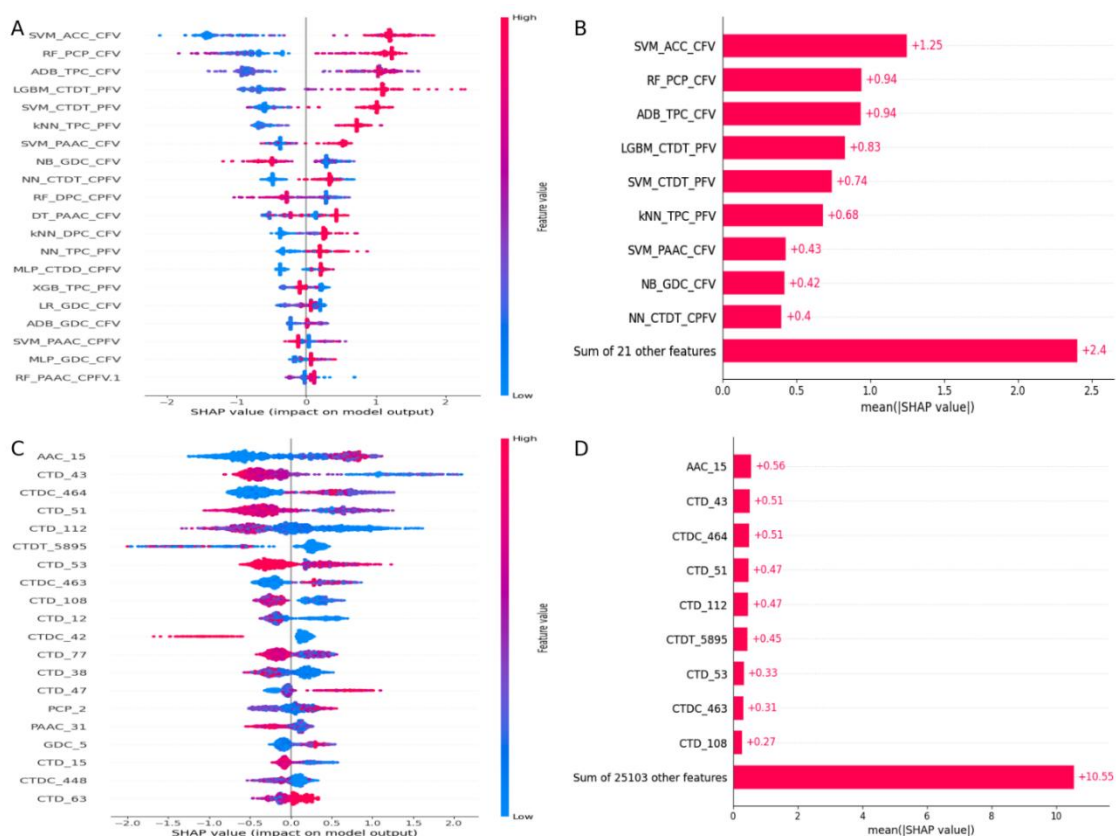 A
High
SVM_ACC_CFV
RF_PCP_CFV
ADB_TPC_CFV
LGBM_CTDT_PFV
SVM_CTDT_PFV
kNN_TPC_PFV
SVM_PAAC_CFV
NB_GDC_CFV
NN_CTDT_CPFV
RF_DPC_CPFV
DT_PAAC_CFV
kNN_DPC_CFV
NN_TPC_PFV
MLP_CTDD_CPFV
XGB_TPC_PFV
LR_GDC_CFV
ADB_GDC_CFV
SVM_PAAC_CPFV
MLP_GDC_CFV
RF_PAAC_CPFV.1
Feature value
Low
−2 −1 0 1 2
SHAP value (impact on model output)
B
SVM_ACC_CFV +1.25
RF_PCP_CFV +0.94
ADB_TPC_CFV +0.94
LGBM_CTDT_PFV +0.83
SVM_CTDT_PFV +0.74
kNN_TPC_PFV +0.68
SVM_PAAC_CFV +0.43
NB_GDC_CFV +0.42
NN_CTDT_CPFV +0.4
Sum of 21 other features +2.4
0.0 0.5 1.0 1.5 2.0 2.5
mean(|SHAP value|)
C
High
AAC_15
CTD_43
CTDC_464
CTD_51
CTD_112
CTDT_5895
CTD_53
CTDC_463
CTD_108
CTD_12
CTDC_42
CTD_77
CTD_38
CTD_47
PCP_2
PAAC_31
GDC_5
CTD_15
CTDC_448
CTD_63
Feature value
Low
−2.0 −1.5 −1.0 −0.5 0.0 0.5 1.0 1.5 2.0
SHAP value (impact on model output)
D
AAC_15 +0.56
CTD_43 +0.51
CTDC_464 +0.51
CTD_51 +0.47
CTD_112 +0.47
CTDT_5895 +0.45
CTD_53 +0.33
CTDC_463 +0.31
CTD_108 +0.27
Sum of 25103 other features +10.55
0 2 4 6 8 10
mean(|SHAP value|)